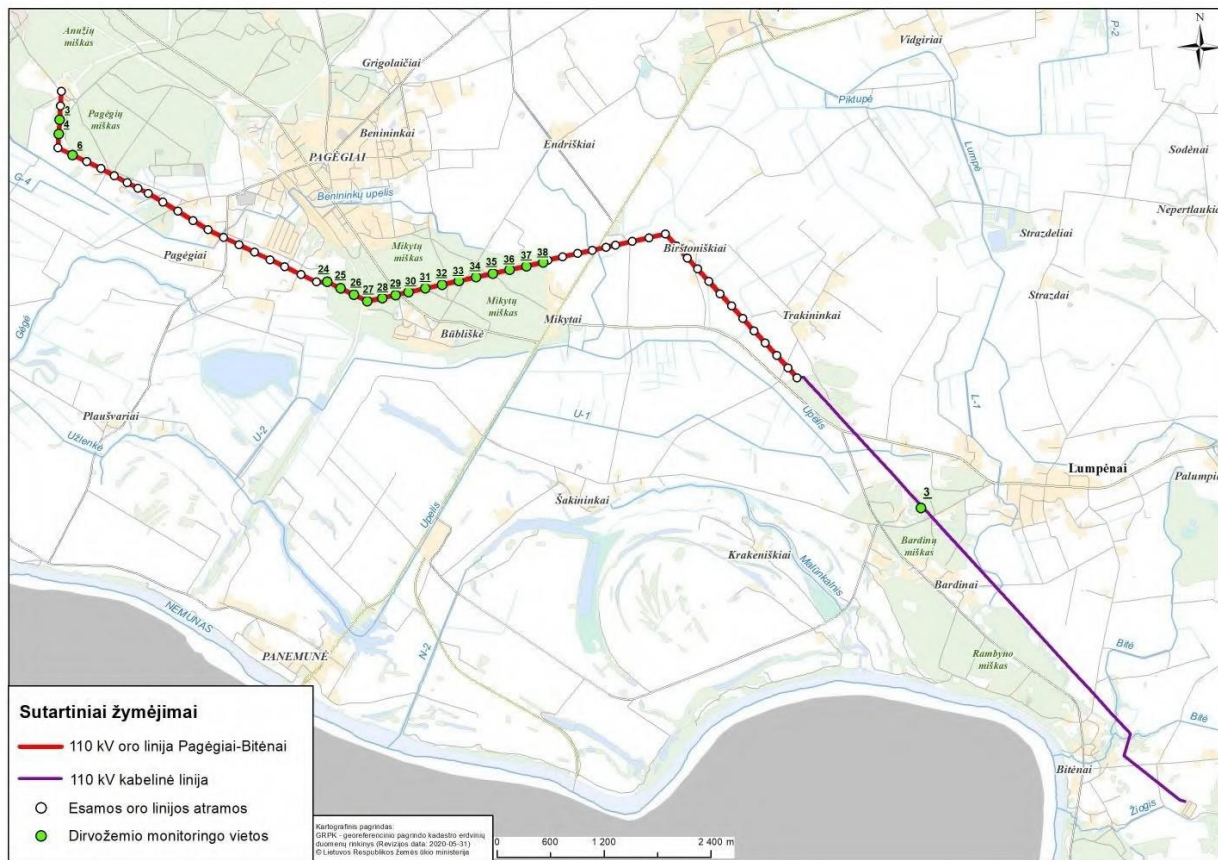 Anužių
miškas
Pagėgių
miškas
3
4
6
G-4
Grigolaičiai
Benininkai
PAGĖGIAI
Benininkų upelis
Endriškiai
Vidgiriai
P-2
N
Piktupė
Lumpė
Sodėnai
Nepertlaukia
Strazdeliai
Strazdai
Pagėgiai
Mikytų
miškas
24
25
26
27
28
29
30
31
32
33
34
35
36
37
38
Mikytų
miškas
Būbliškė
Mikytai
Birštoniškiai
Trakininkai
Gėgė
Plaušvariai
Užlenkė
U-2
U-1
Upelis
L-1
Lumpėnai
Palumpia
Upelis
Šakininkai
3
Bardinų
miškas
Krakeniškiai
Malūnkalnis
Bardinai
NEMUNAS
PANEMUNĖ
N-2
Rambyno
miškas
Bitė
Bitė
Bitėnai
Žiogis
Sutartiniai žymėjimai
110 kV oro linija Pagėgiai-Bitėnai
110 kV kabelinė linija
Esamos oro linijos atramos
Dirvožemio monitoringo vietos
Kartografinis pagrindas:
GRPK - georeferencinio pagrindo kadastro erdvinių
duomenų rinkinys (Revizijos data: 2020-05-31)
© Lietuvos Respublikos žemės ūkio ministerija
0 600 1 200 2 400 m